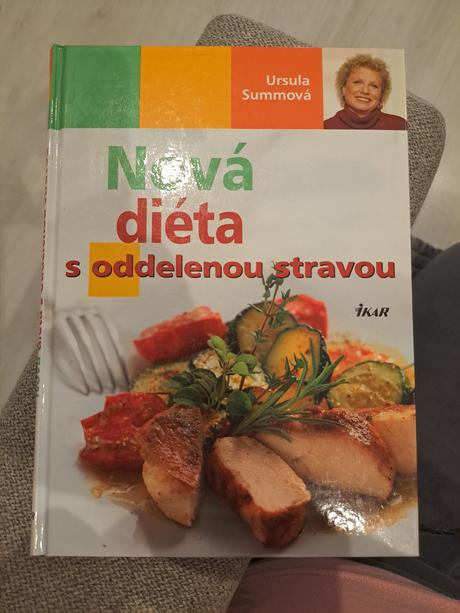 Ursula
Summová
Nová
diéta
s oddelenou stravou
IKAR